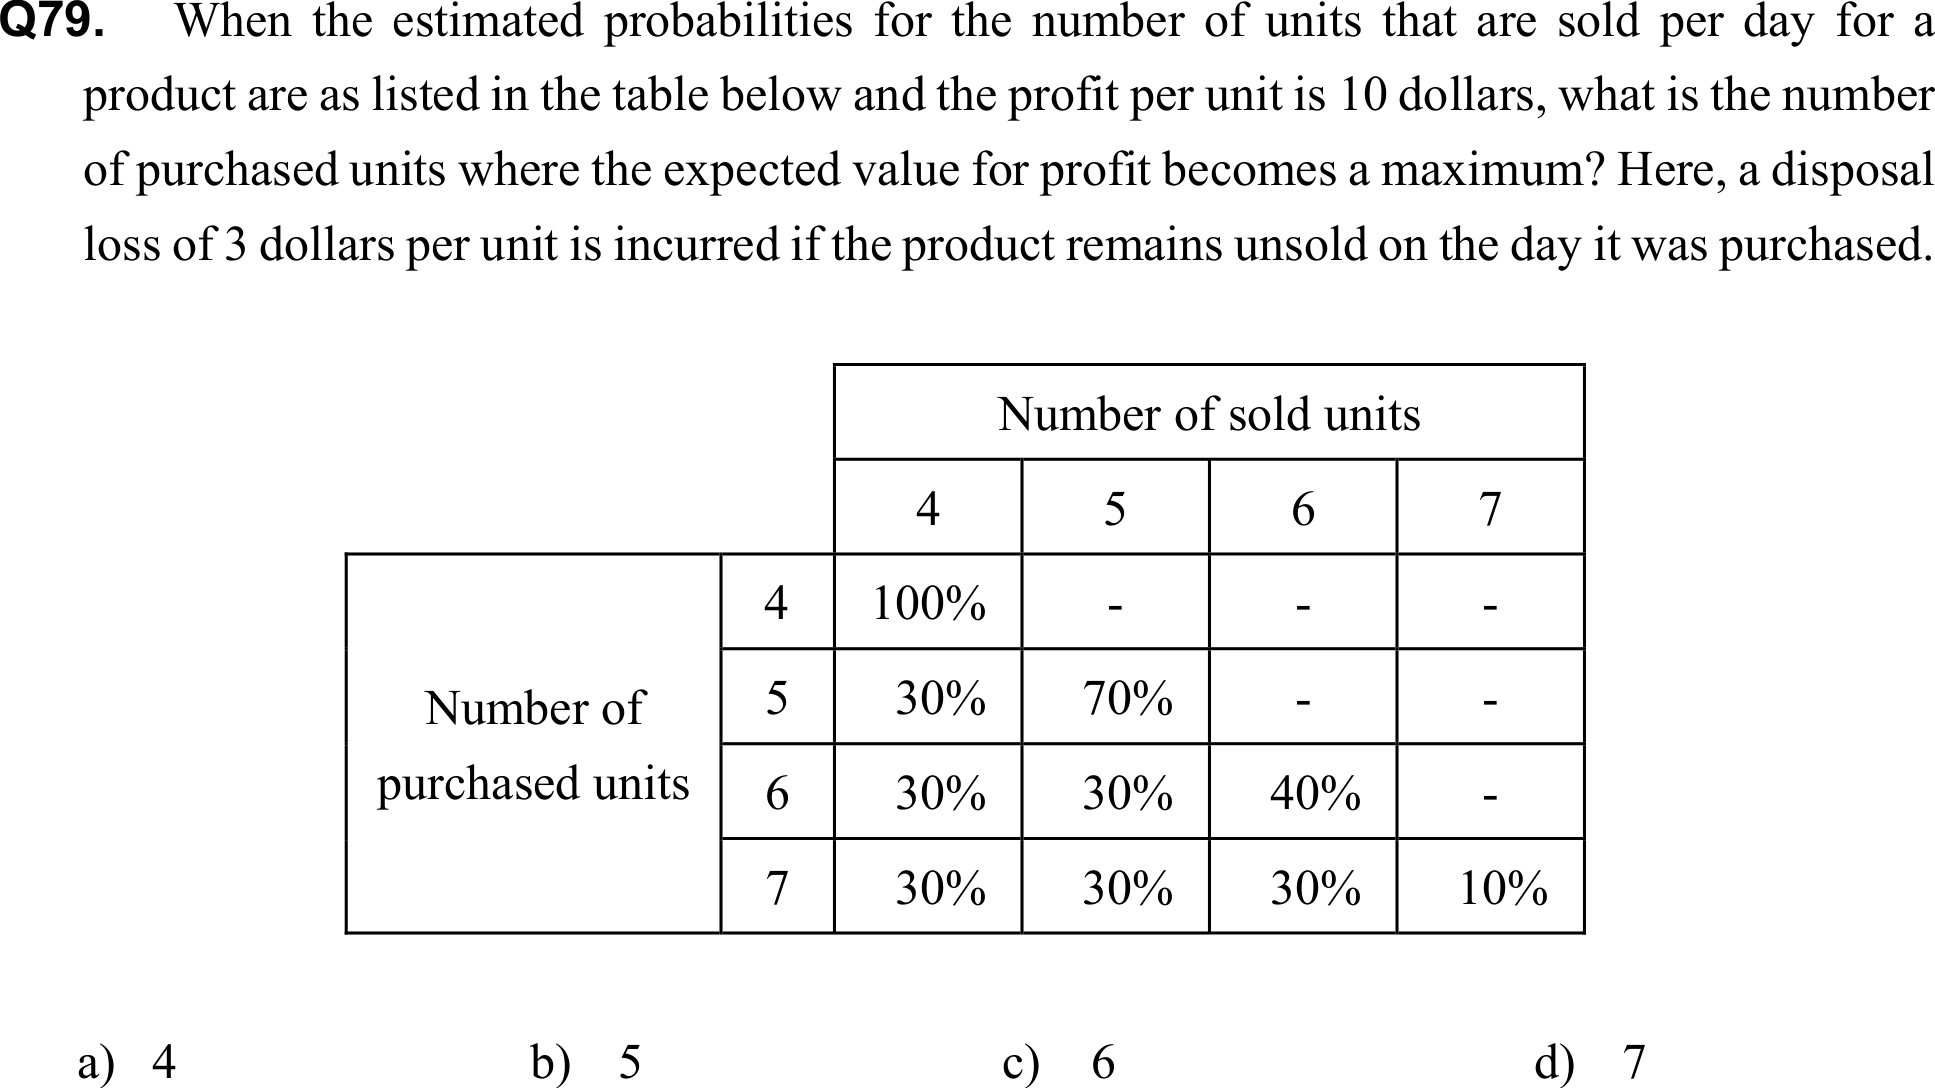 Q79. When the estimated probabilities for the number of units that are sold per day for a
product are as listed in the table below and the profit per unit is 10 dollars, what is the number
of purchased units where the expected value for profit becomes a maximum? Here, a disposal
loss of 3 dollars per unit is incurred if the product remains unsold on the day it was purchased.
Number of sold units
4 5 6 7
Number of
purchased units
4 100% - - -
5 30% 70% - -
6 30% 30% 40% -
7 30% 30% 30% 10%
a) 4 b) 5 c) 6 d) 7